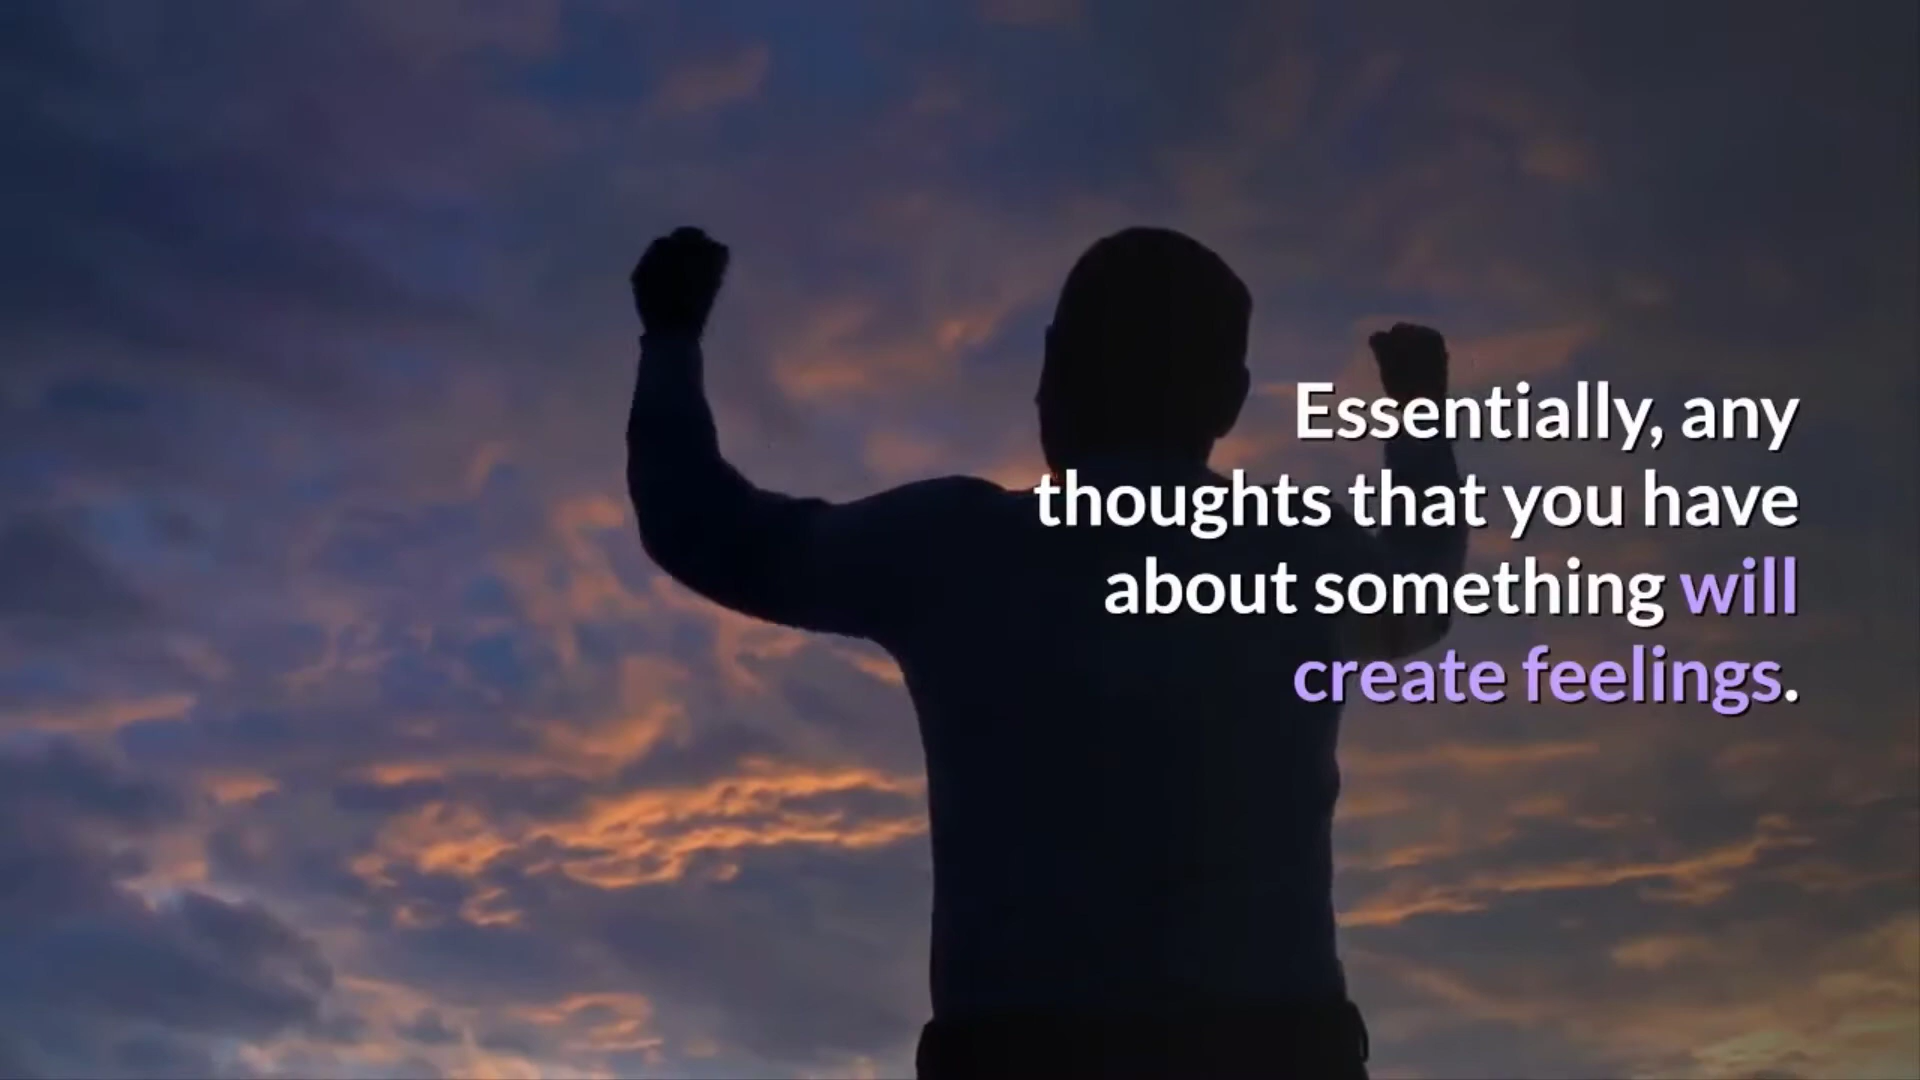 Essentially, any
thoughts that you have
about something will
create feelings.